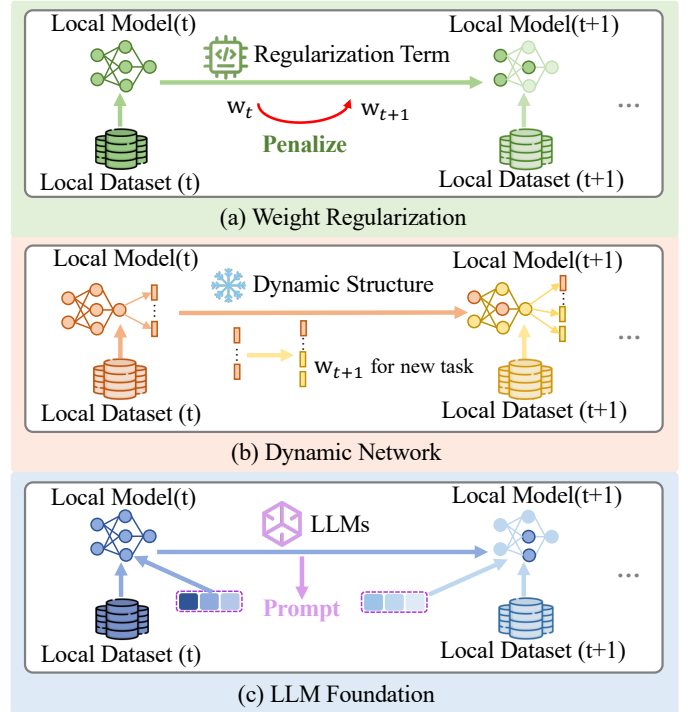 Local Model(t)
Local Model(t+1)
</> Regularization Term
w_t w_{t+1}
Penalize
...
Local Dataset (t)
Local Dataset (t+1)
(a) Weight Regularization
Local Model(t)
Local Model(t+1)
Dynamic Structure
w_{t+1} for new task
...
Local Dataset (t)
Local Dataset (t+1)
(b) Dynamic Network
Local Model(t)
Local Model(t+1)
LLMs
Prompt
...
Local Dataset (t)
Local Dataset (t+1)
(c) LLM Foundation